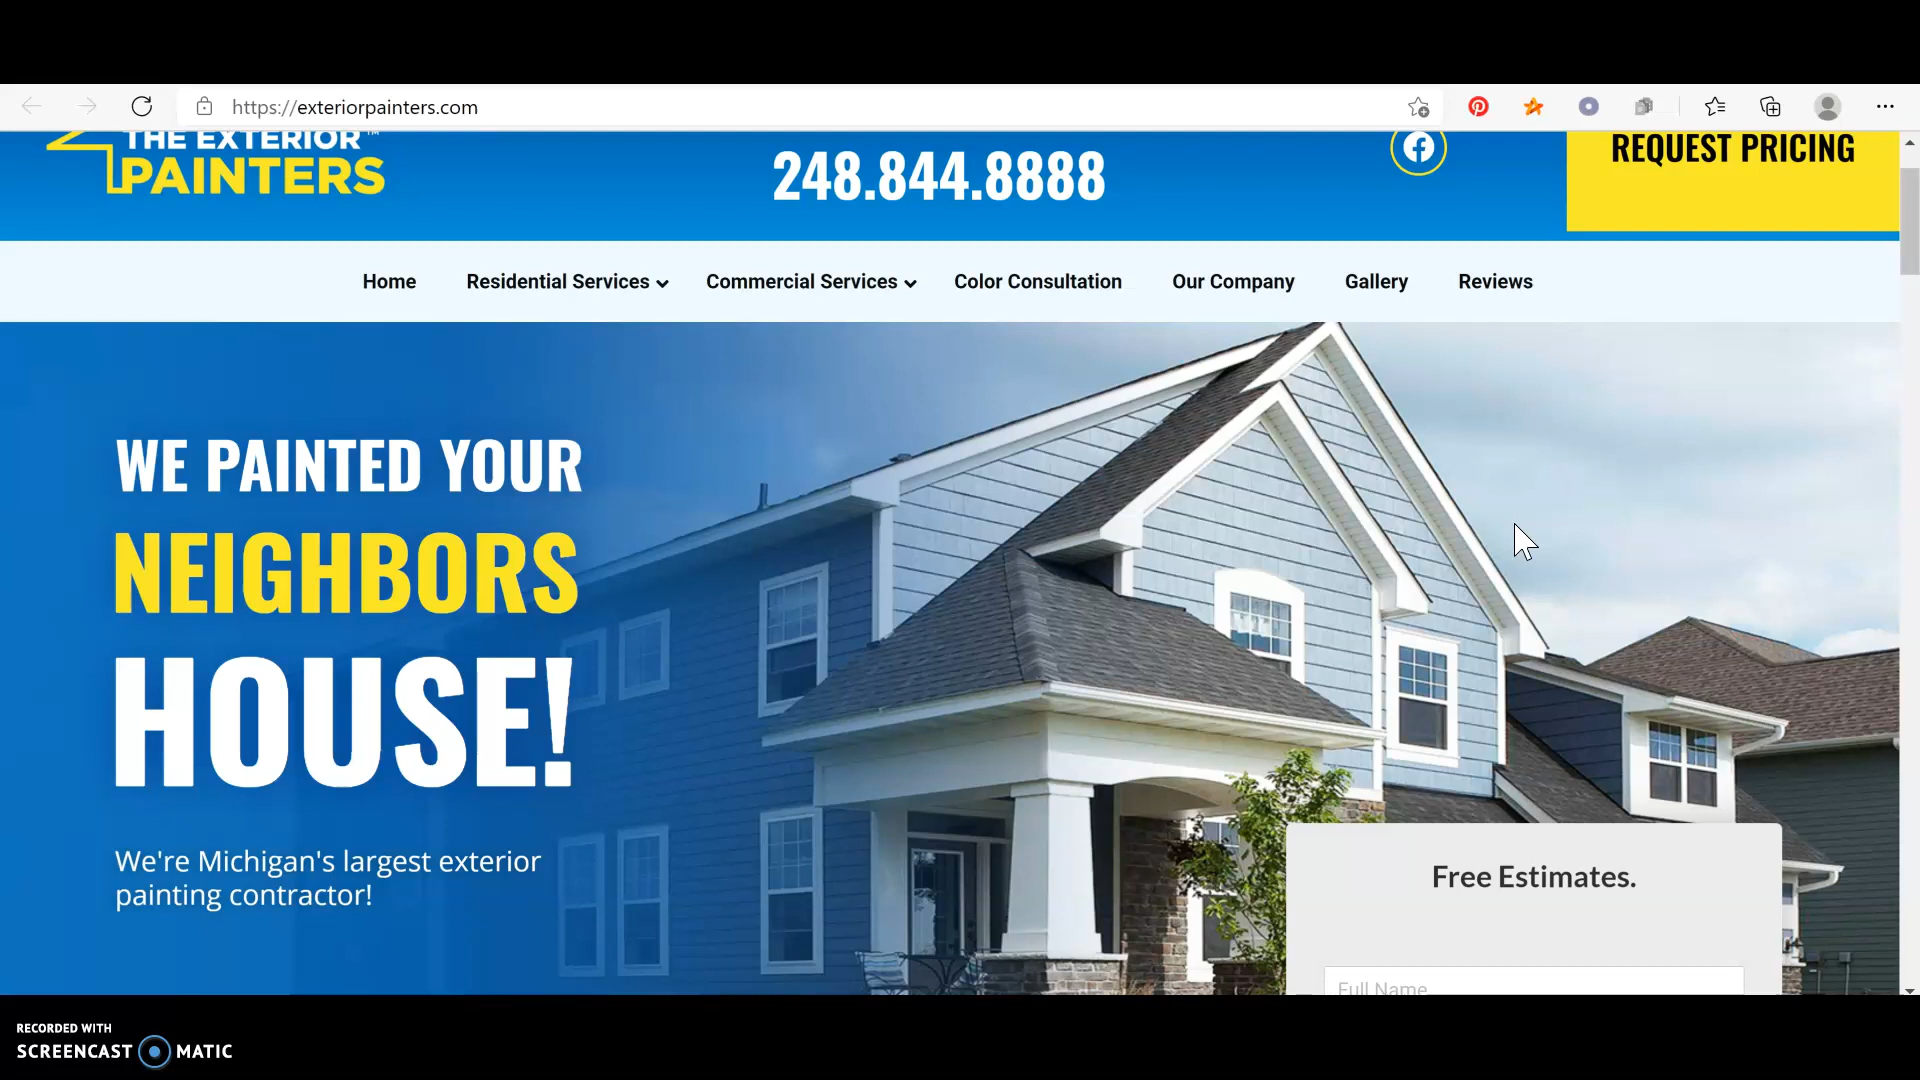 https://exteriorpainters.com
THE EXTERIOR™
PAINTERS
248.844.8888
REQUEST PRICING
Home Residential Services Commercial Services Color Consultation Our Company Gallery Reviews
WE PAINTED YOUR
NEIGHBORS
HOUSE!
We're Michigan's largest exterior
painting contractor!
Free Estimates.
Full Name
RECORDED WITH
SCREENCAST MATIC